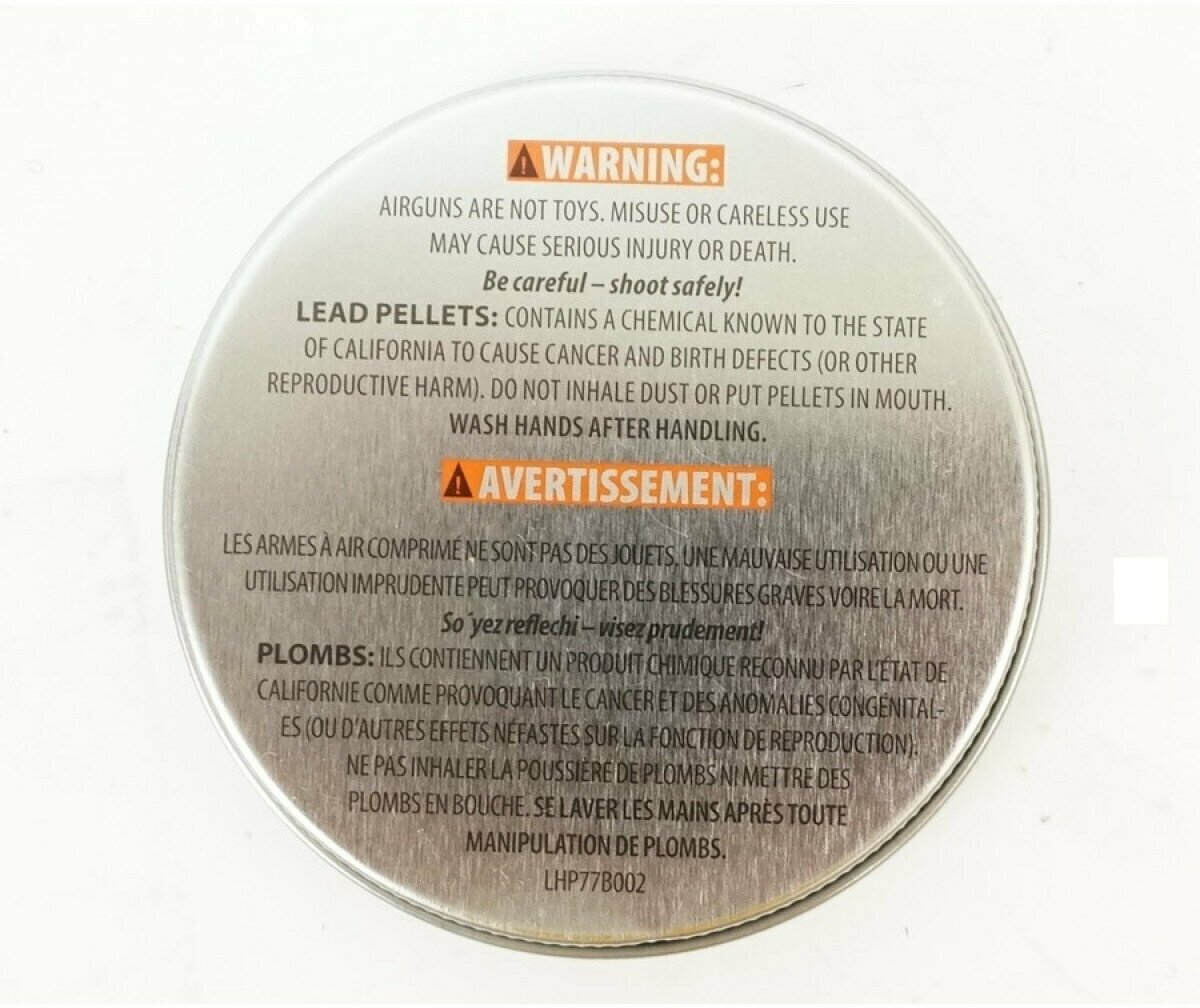 WARNING:
AIRGUNS ARE NOT TOYS. MISUSE OR CARELESS USE
MAY CAUSE SERIOUS INJURY OR DEATH.
Be careful – shoot safely!
LEAD PELLETS: CONTAINS A CHEMICAL KNOWN TO THE STATE
OF CALIFORNIA TO CAUSE CANCER AND BIRTH DEFECTS (OR OTHER
REPRODUCTIVE HARM). DO NOT INHALE DUST OR PUT PELLETS IN MOUTH.
WASH HANDS AFTER HANDLING.
AVERTISSEMENT:
LES ARMES À AIR COMPRIMÉ NE SONT PAS DES JOUETS. UNE MAUVAISE UTILISATION OU UNE
UTILISATION IMPRUDENTE PEUT PROVOQUER DES BLESSURES GRAVES VOIRE LA MORT.
So´yez reflechi – visez prudement!
PLOMBS: ILS CONTIENNENT UN PRODUIT CHIMIQUE RECONNU PAR L'ÉTAT DE
CALIFORNIE COMME PROVOQUANT LE CANCER ET DES ANOMALIES CONGÉNITAL-
ES (OU D'AUTRES EFFETS NÉFASTES SUR LA FONCTION DE REPRODUCTION).
NE PAS INHALER LA POUSSIÈRE DE PLOMBS NI METTRE DES
PLOMBS EN BOUCHE. SE LAVER LES MAINS APRÈS TOUTE
MANIPULATION DE PLOMBS.
LHP77B002